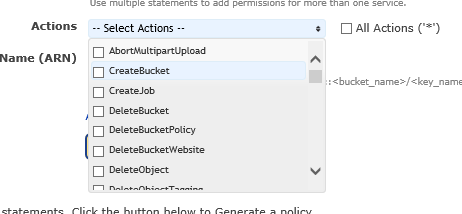 Use multiple statements to add permissions for more than one service.
Actions
-- Select Actions --
All Actions ('*')
AbortMultipartUpload
Name (ARN)
CreateBucket
:<bucket_name>/<key_name
CreateJob
DeleteBucket
DeleteBucketPolicy
DeleteBucketWebsite
DeleteObject
DeleteObjectTagging
statements. Click the button below to Generate a policy.